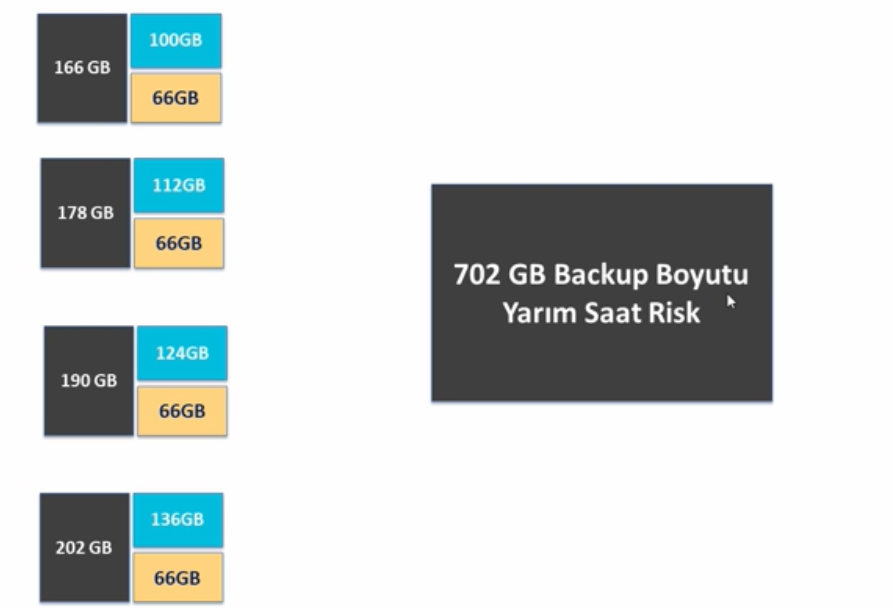 166 GB
100GB
66GB
178 GB
112GB
66GB
190 GB
124GB
66GB
202 GB
136GB
66GB
702 GB Backup Boyutu
Yarım Saat Risk